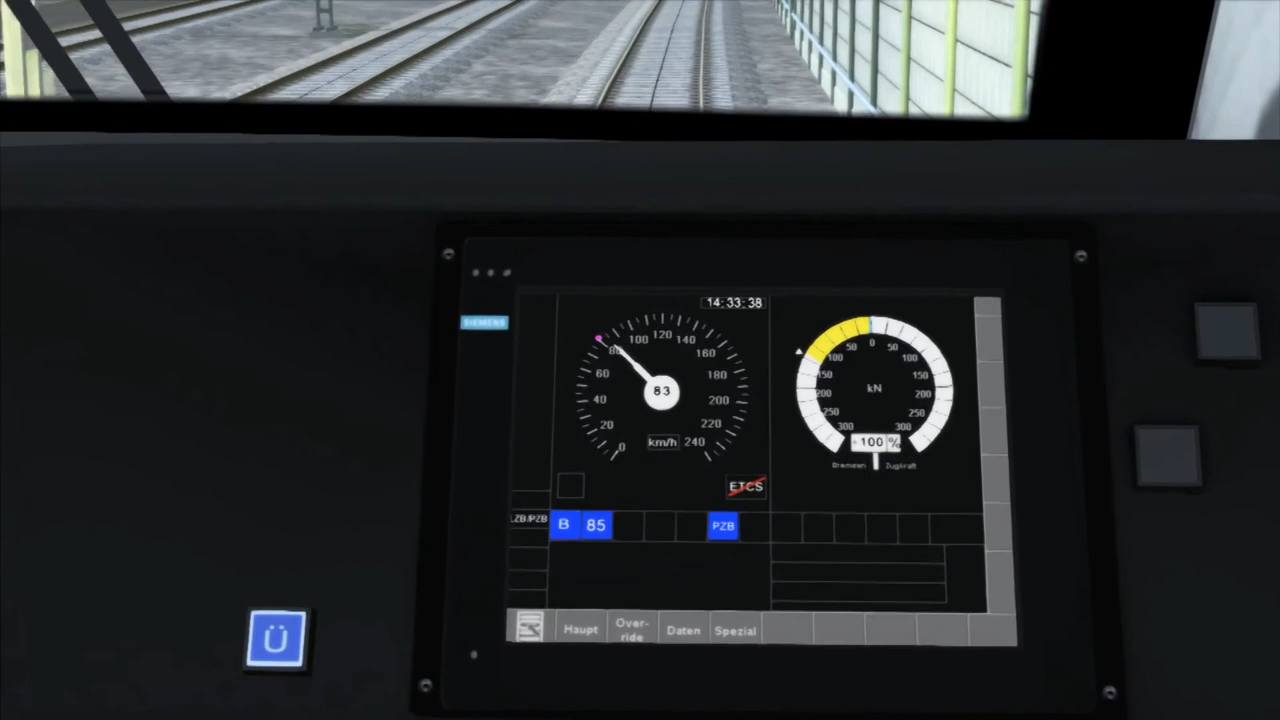 14:33:38
SIEMENS
0 20 40 60 80 100 120 140 160 180 200 220 240
83
km/h
300 250 200 150 100 50 0 50 100 150 200 250 300
kN
- 100 %
Bremsen Zugkraft
ETCS
LZB/PZB B 85 PZB
Haupt Over-
ride Daten Spezial
Ü